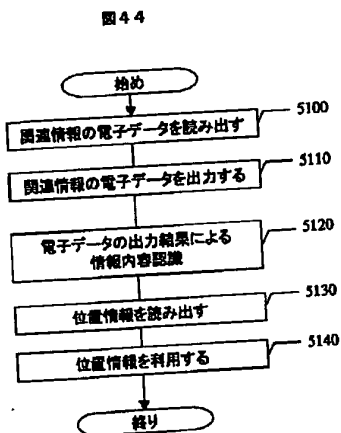 図44
始め
関連情報の電子データを読み出す
5100
関連情報の電子データを出力する
5110
電子データの出力結果による
情報内容認識
5120
位置情報を読み出す
5130
位置情報を利用する
5140
終り